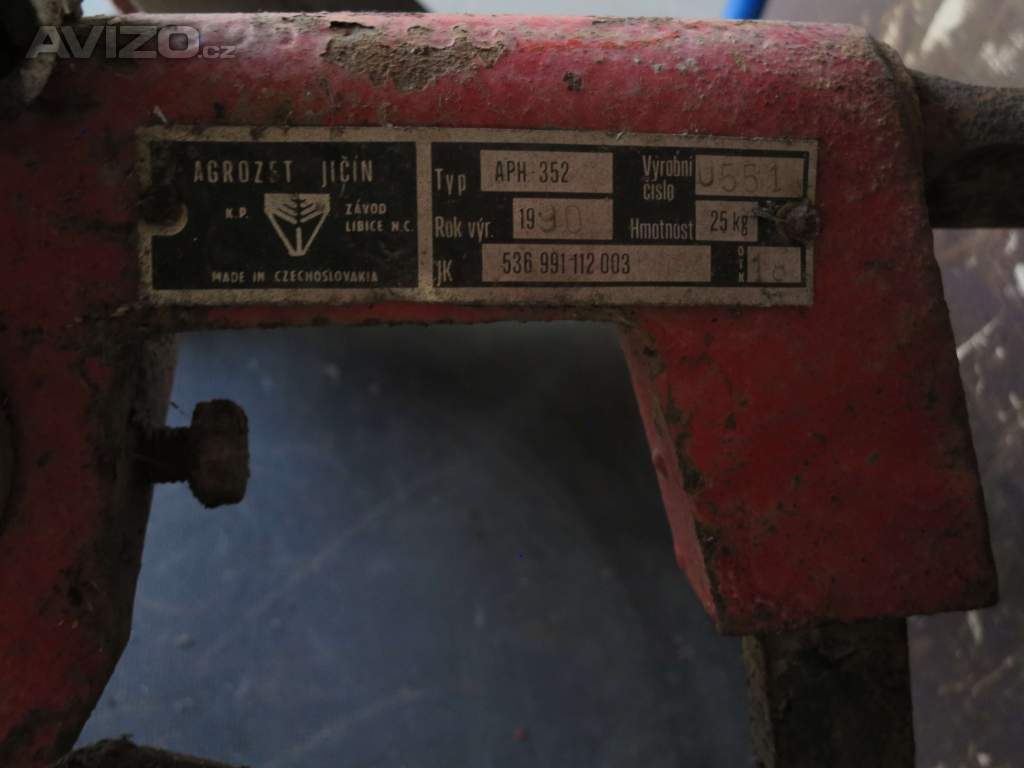 AVIZO.cz
AGROZET JIČÍN
K.P.
ZÁVOD
LIBICE N.C.
MADE IN CZECHOSLOVAKIA
Typ APH 352
Výrobní číslo 0551
Rok výr. 1990
Hmotnost 25 kg
JK 536 991 112 003